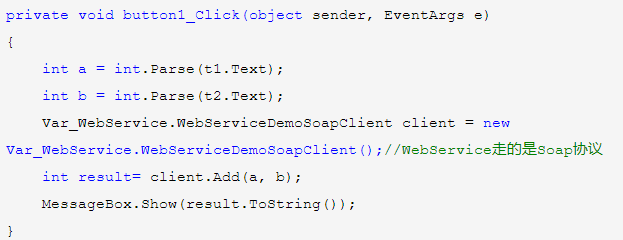 private void button1_Click(object sender, EventArgs e)
{
    int a = int.Parse(t1.Text);
    int b = int.Parse(t2.Text);
    Var_WebService.WebServiceDemoSoapClient client = new
Var_WebService.WebServiceDemoSoapClient();//WebService走的是Soap协议
    int result= client.Add(a, b);
    MessageBox.Show(result.ToString());
}